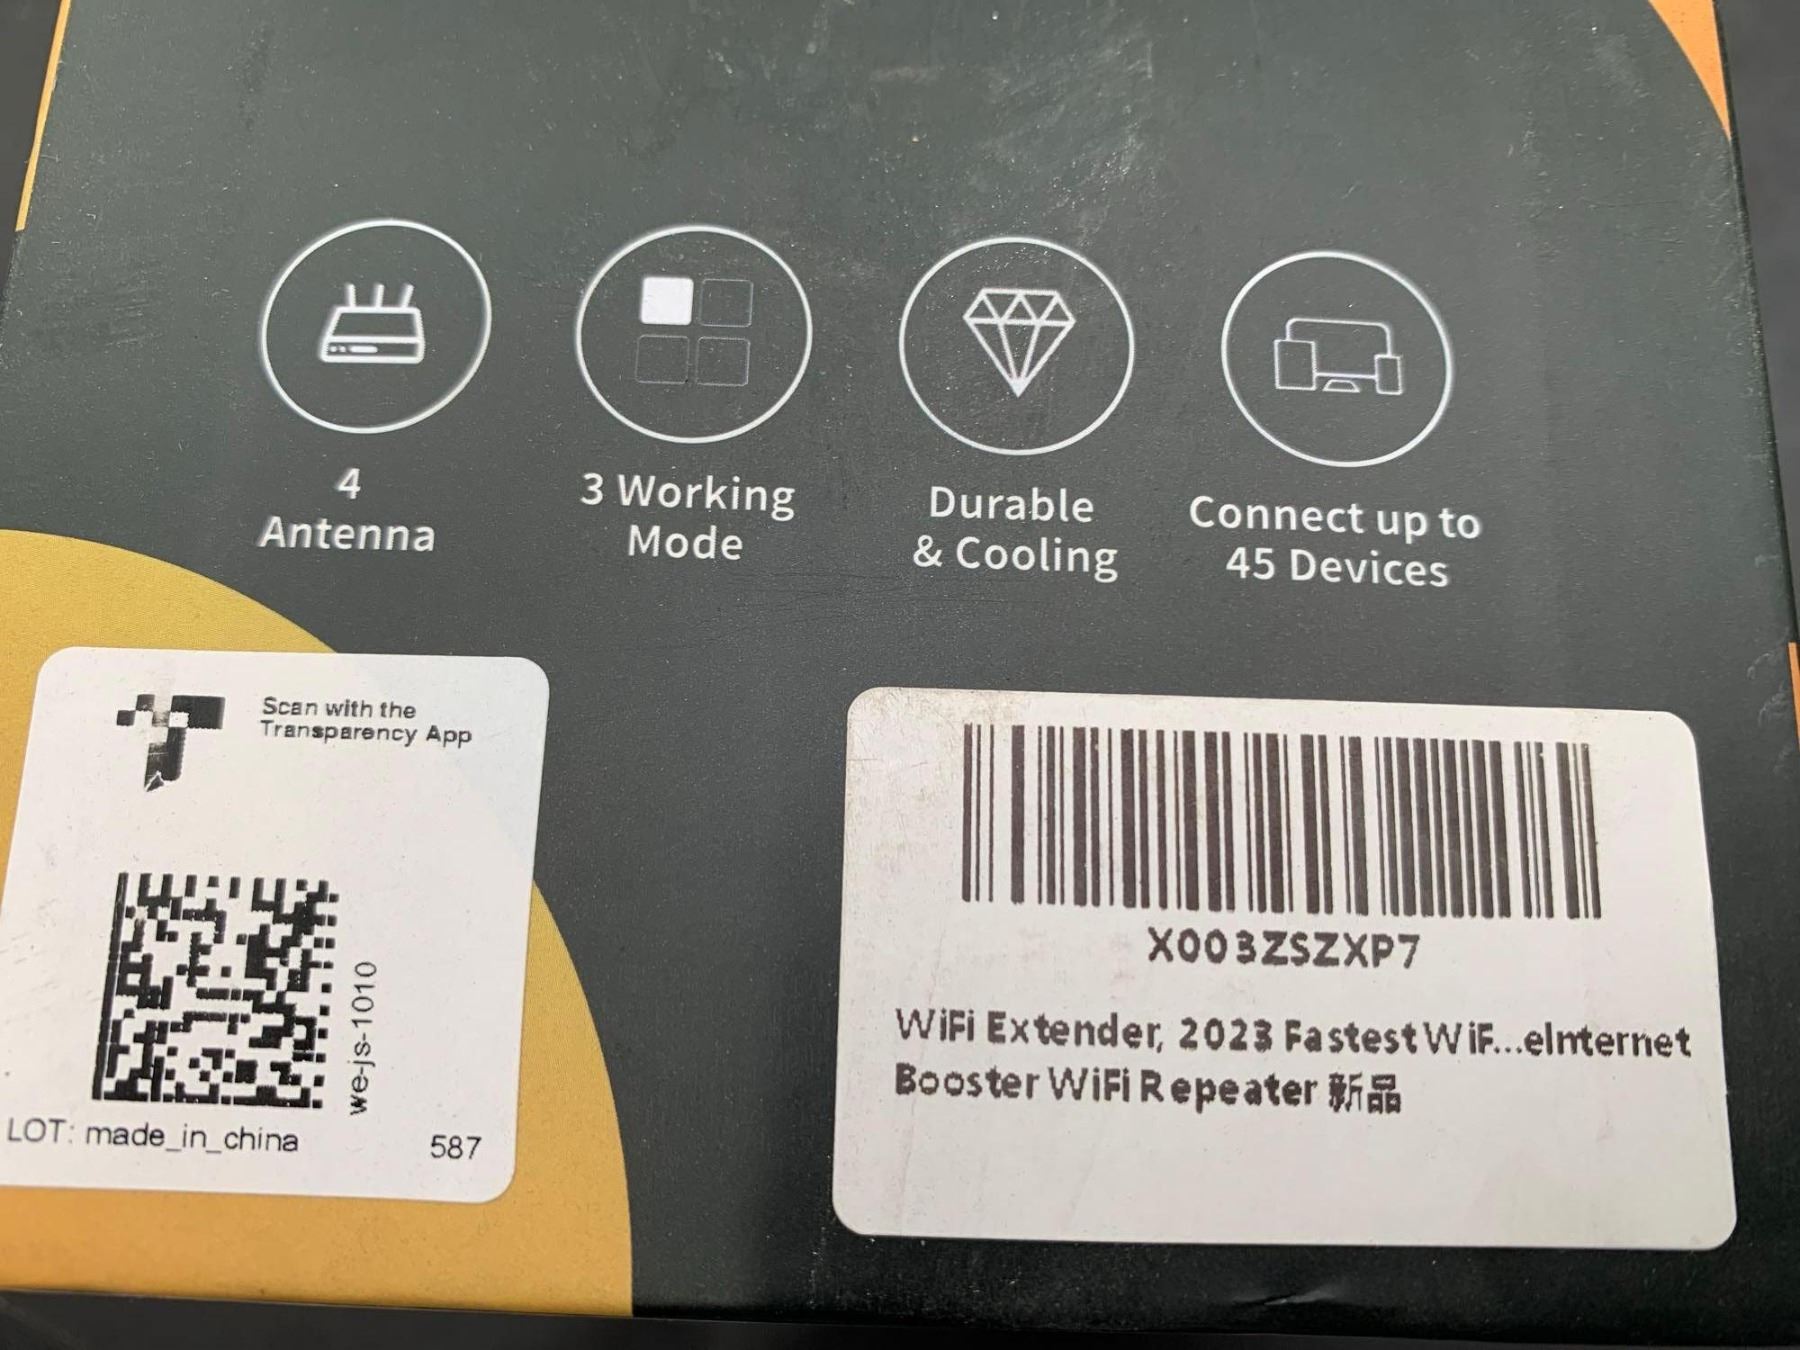 4
Antenna
3 Working
Mode
Durable
& Cooling
Connect up to
45 Devices
Scan with the
Transparency App
we-js-1010
LOT: made_in_china
587
X003ZSZXP7
WiFi Extender, 2023 Fastest WiF...eInternet
Booster WiFi Repeater 新品